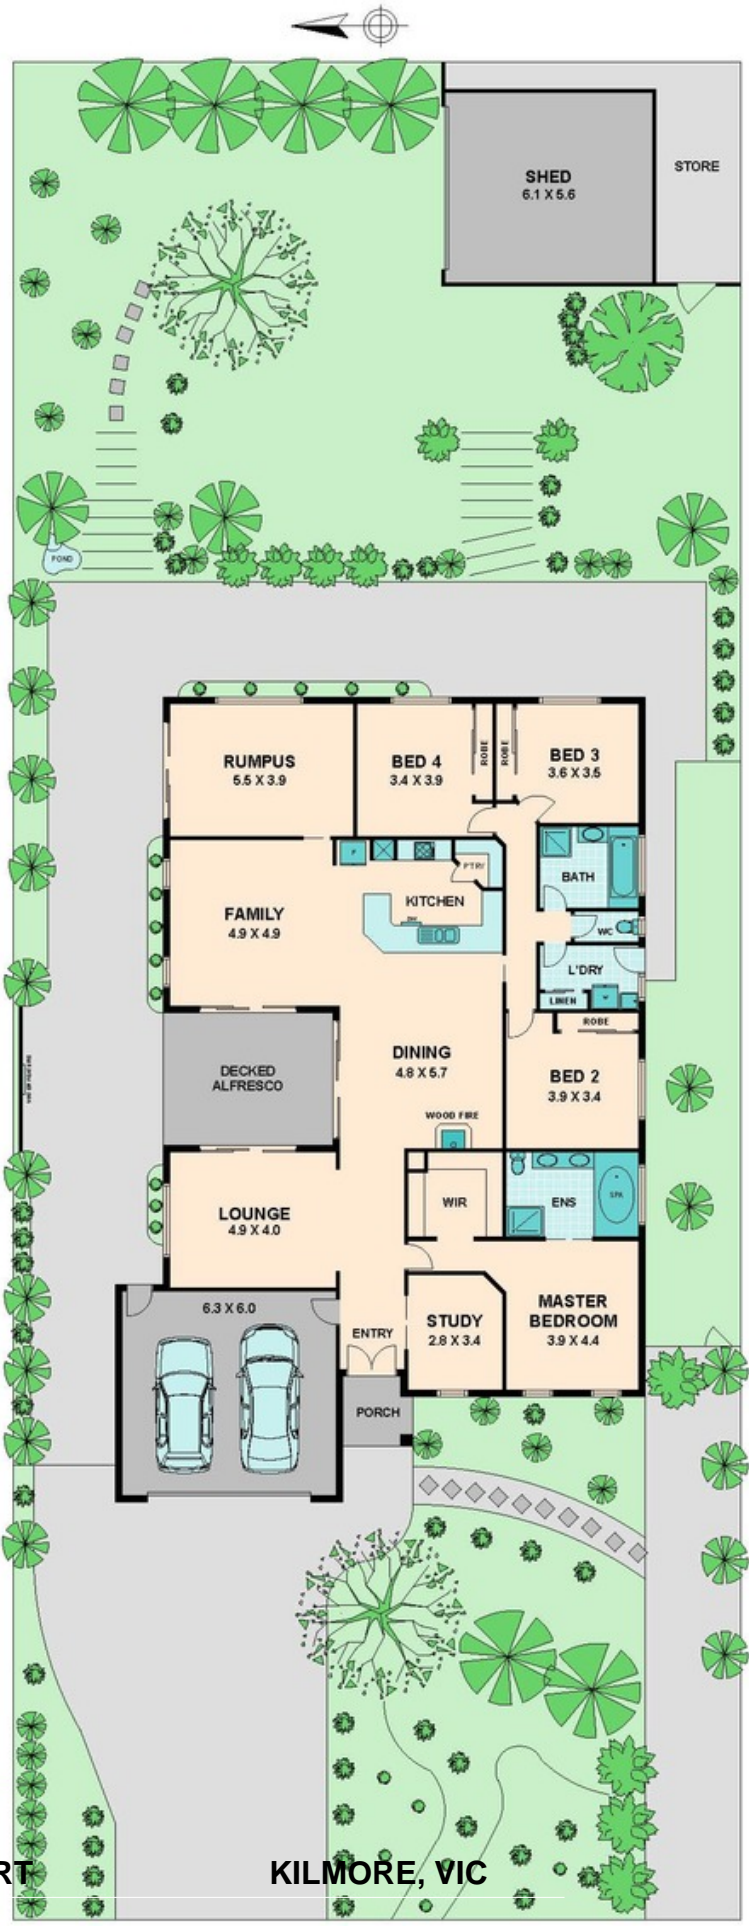 SHED
6.1 X 5.6
STORE
POND
RUMPUS
5.5 X 3.9
BED 4
3.4 X 3.9
ROBE
ROBE
BED 3
3.6 X 3.5
F
PTRY
BATH
KITCHEN
DW
WC
FAMILY
4.9 X 4.9
L'DRY
LINEN
ROBE
DECKED
ALFRESCO
DINING
4.8 X 5.7
BED 2
3.9 X 3.4
WOOD FIRE
LOUNGE
4.9 X 4.0
WIR
ENS
SPA
6.3 X 6.0
ENTRY
STUDY
2.8 X 3.4
MASTER
BEDROOM
3.9 X 4.4
PORCH
RT
KILMORE, VIC